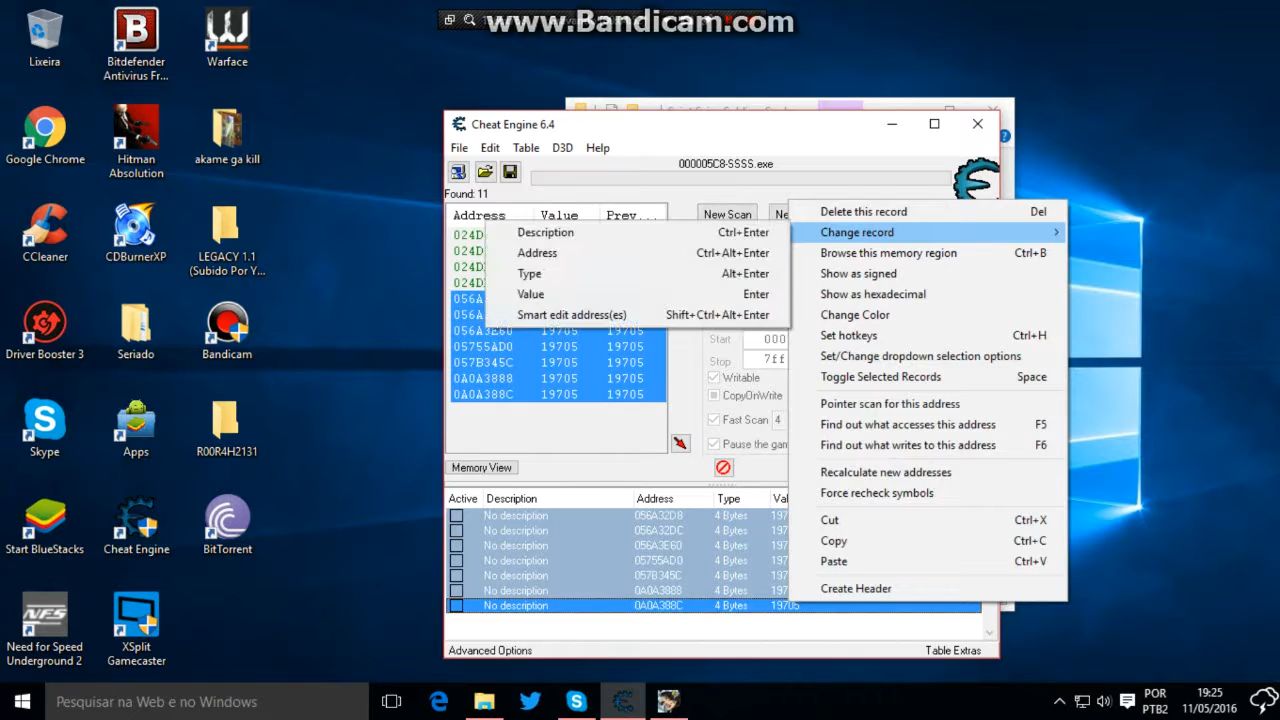 www.Bandicam.com
Lixeira
Bitdefender
Antivirus Fr...
Warface
Google Chrome
Hitman
Absolution
akame ga kill
CCleaner
CDBurnerXP
LEGACY 1.1
(Subido Por Y...
Driver Booster 3
Seriado
Bandicam
Skype
Apps
R00R4H2131
Start BlueStacks
Cheat Engine
BitTorrent
Need for Speed
Underground 2
XSplit
Gamecaster
Cheat Engine 6.4
File Edit Table D3D Help
000005C8-SSSS.exe
Found: 11
Address Value Prev...
New Scan
024D
024D
024D
024D
056A
056A
056A3E60 19705 19705
05755AD0 19705 19705
057B345C 19705 19705
0A0A3888 19705 19705
0A0A388C 19705 19705
Description Ctrl+Enter
Address Ctrl+Alt+Enter
Type Alt+Enter
Value Enter
Smart edit address(es) Shift+Ctrl+Alt+Enter
Start 000
Stop 7ff
Writable
CopyOnWrite
Fast Scan 4
Pause the gam
Memory View
Delete this record Del
Change record
Browse this memory region Ctrl+B
Show as signed
Show as hexadecimal
Change Color
Set hotkeys Ctrl+H
Set/Change dropdown selection options
Toggle Selected Records Space
Pointer scan for this address
Find out what accesses this address F5
Find out what writes to this address F6
Recalculate new addresses
Force recheck symbols
Cut Ctrl+X
Copy Ctrl+C
Paste Ctrl+V
Create Header
Active Description Address Type Val
No description 056A32D8 4 Bytes 197
No description 056A32DC 4 Bytes 197
No description 056A3E60 4 Bytes 197
No description 05755AD0 4 Bytes 197
No description 057B345C 4 Bytes 197
No description 0A0A3888 4 Bytes 197
No description 0A0A388C 4 Bytes 19705
Advanced Options
Table Extras
Pesquisar na Web e no Windows
POR
PTB2
19:25
11/05/2016